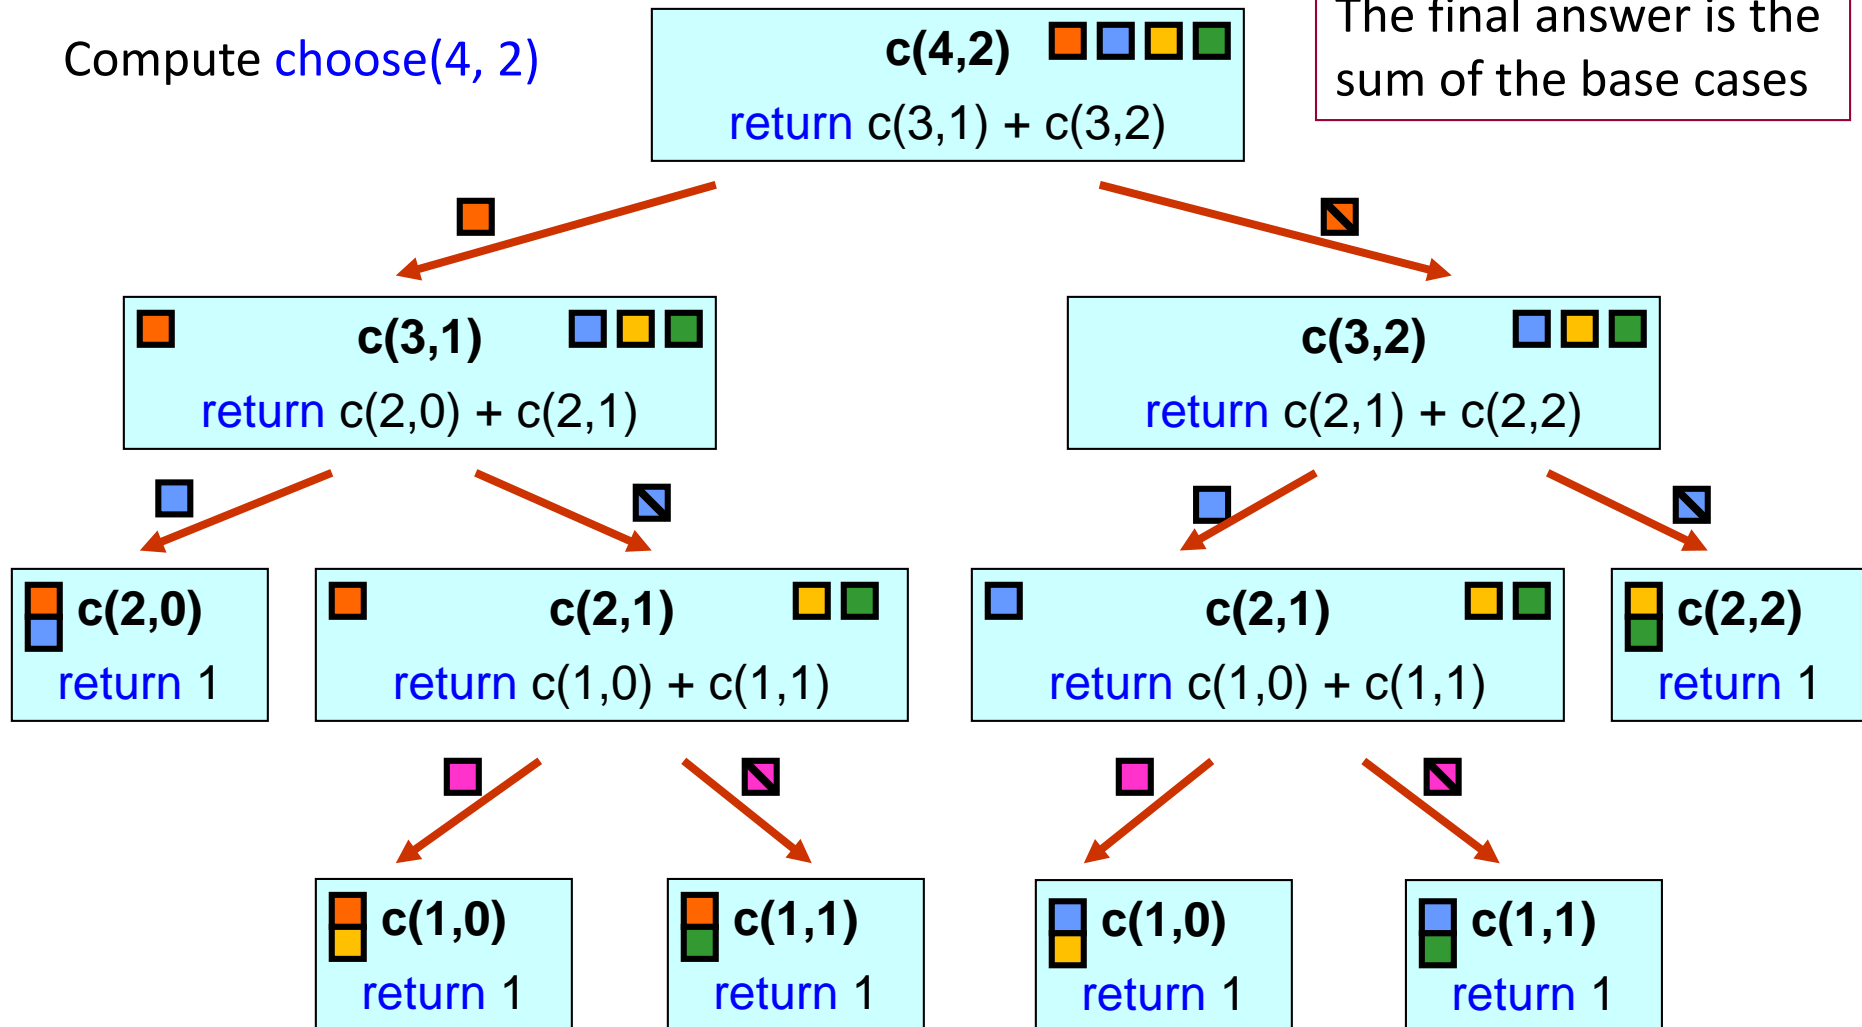 Compute choose(4, 2)
c(4,2)
return c(3,1) + c(3,2)
The final answer is the
sum of the base cases
c(3,1)
return c(2,0) + c(2,1)
c(3,2)
return c(2,1) + c(2,2)
c(2,0)
return 1
c(2,1)
return c(1,0) + c(1,1)
c(2,1)
return c(1,0) + c(1,1)
c(2,2)
return 1
c(1,0)
return 1
c(1,1)
return 1
c(1,0)
return 1
c(1,1)
return 1